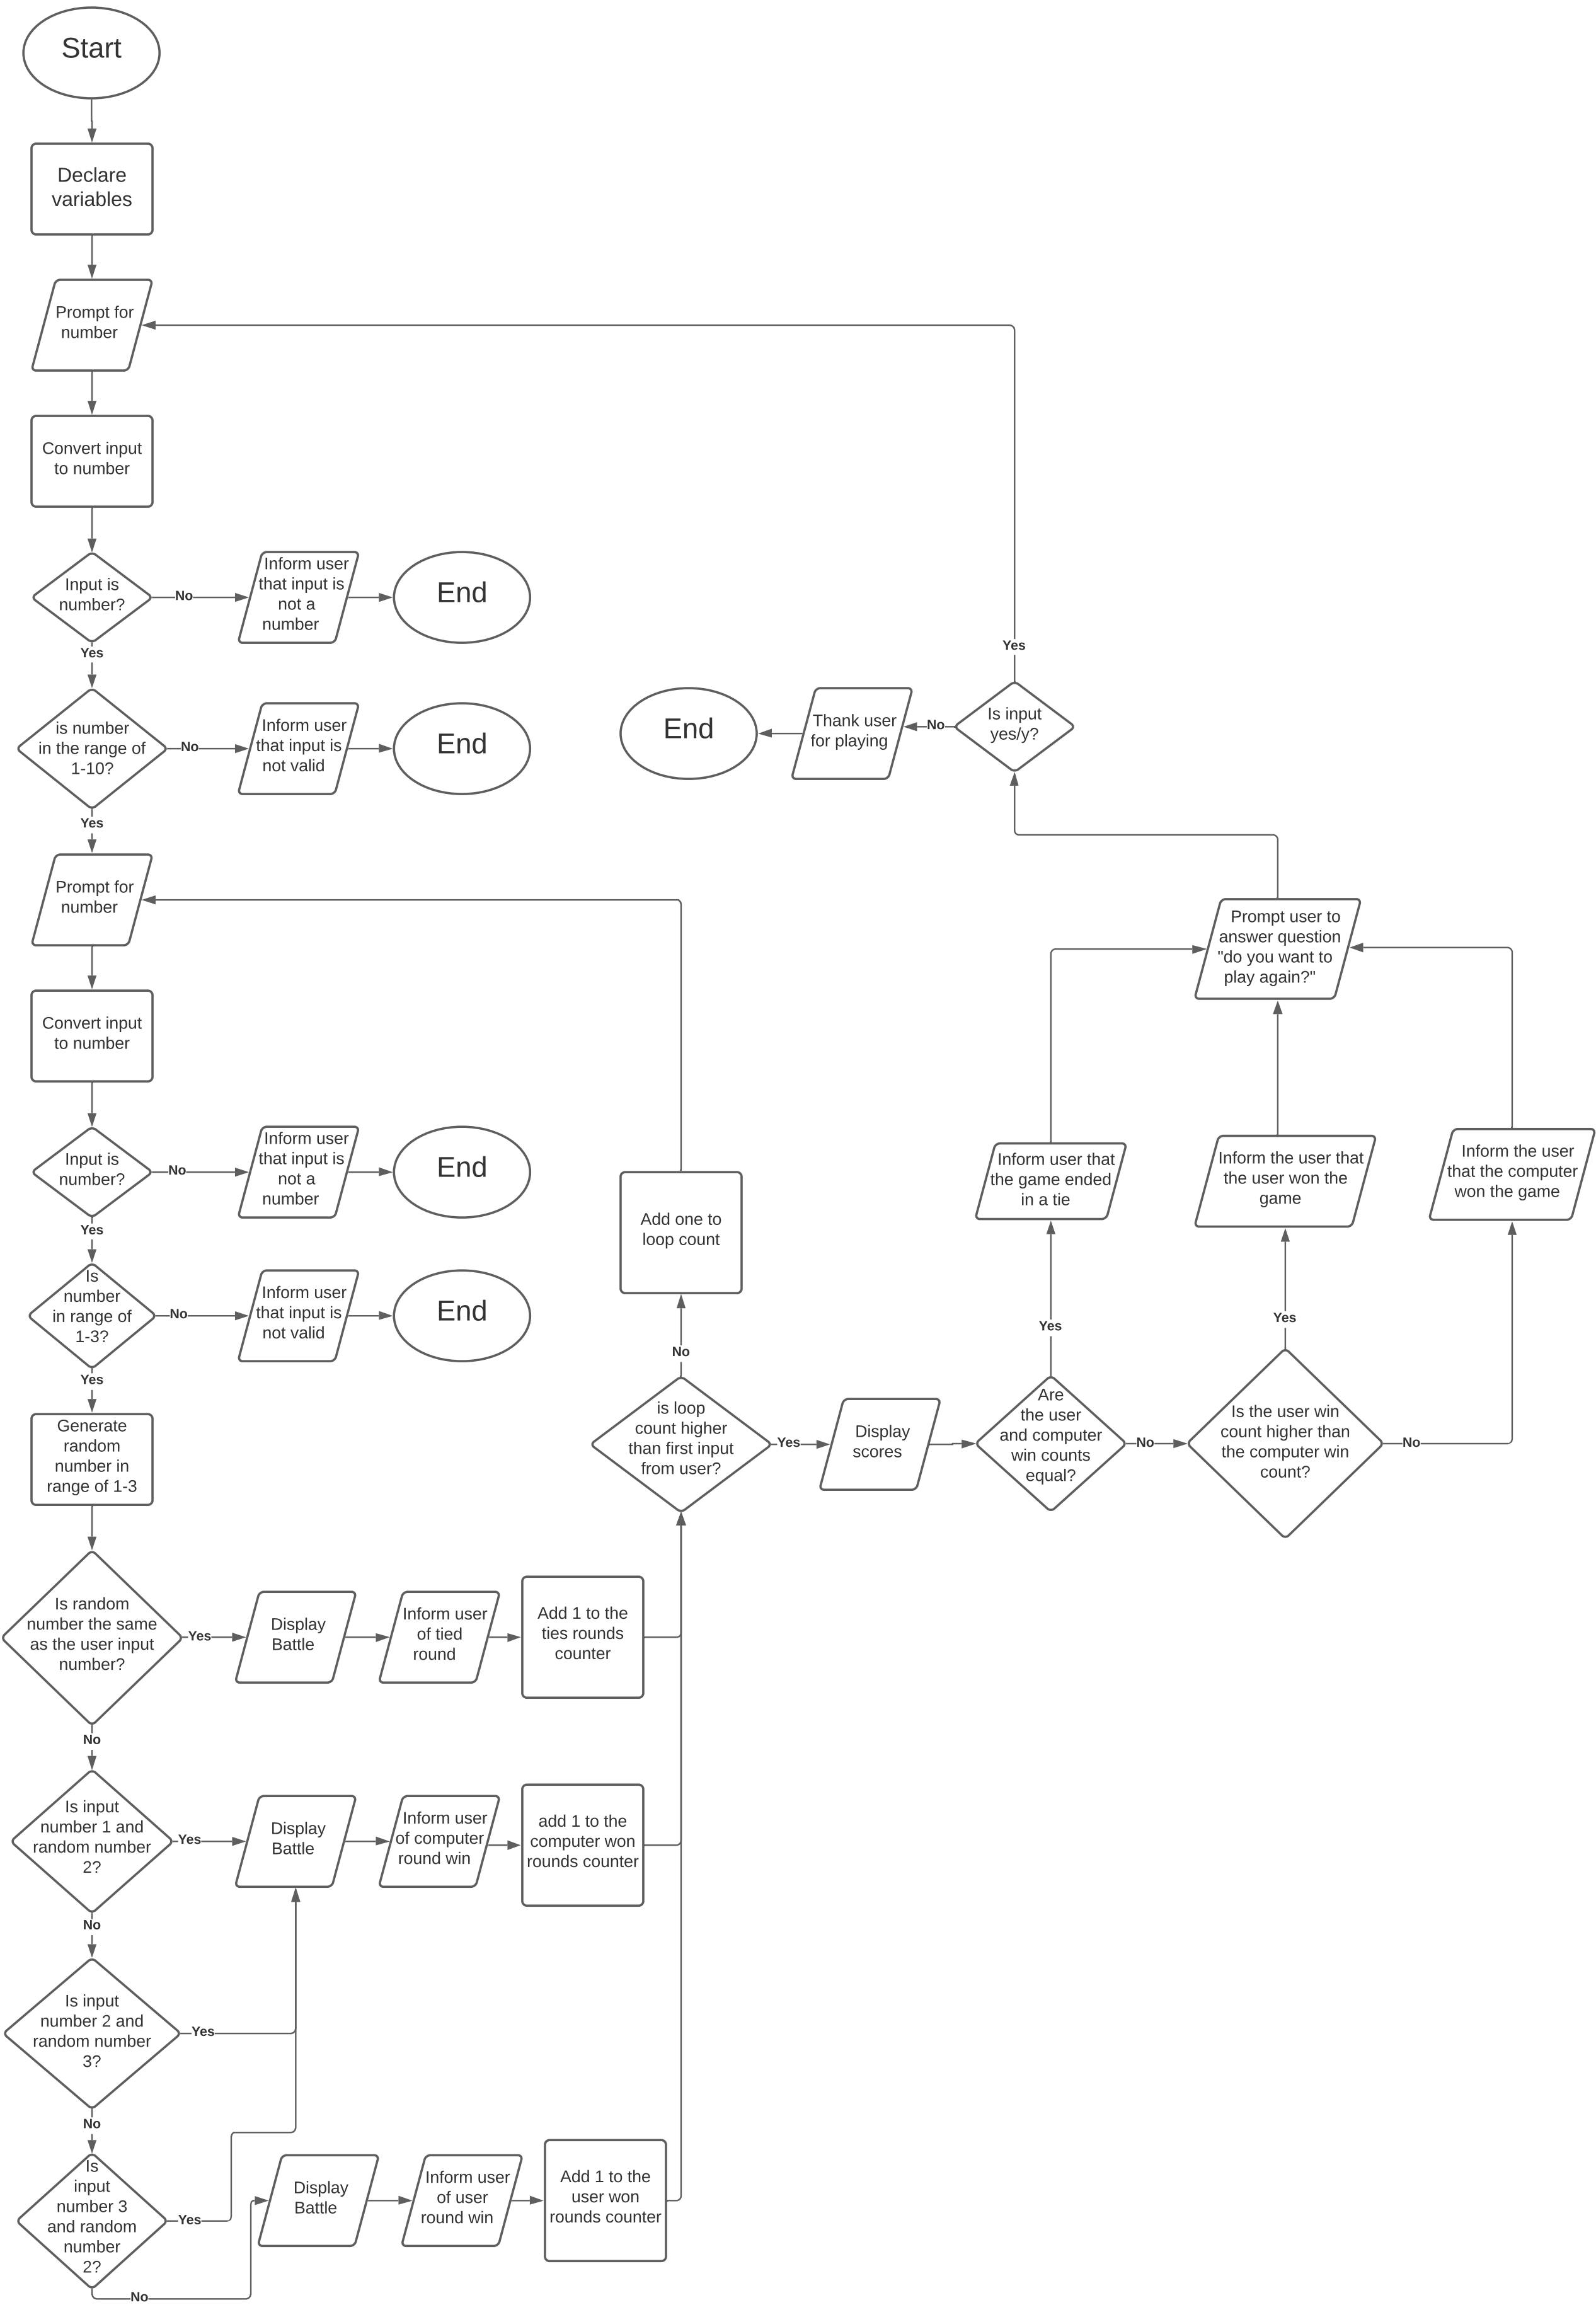 Start
Declare
variables
Prompt for
number
Convert input
to number
Input is
number?
No
Inform user
that input is
not a
number
End
Yes
is number
in the range of
1-10?
No
Inform user
that input is
not valid
End
Yes
Prompt for
number
Convert input
to number
Input is
number?
No
Inform user
that input is
not a
number
End
Yes
Is
number
in range of
1-3?
No
Inform user
that input is
not valid
End
Yes
Generate
random
number in
range of 1-3
Is random
number the same
as the user input
number?
Yes
Display
Battle
Inform user
of tied
round
Add 1 to the
ties rounds
counter
No
Is input
number 1 and
random number
2?
Yes
Display
Battle
Inform user
of computer
round win
add 1 to the
computer won
rounds counter
No
Is input
number 2 and
random number
3?
Yes
No
Is
input
number 3
and random
number
2?
Yes
No
Display
Battle
Inform user
of user
round win
Add 1 to the
user won
rounds counter
is loop
count higher
than first input
from user?
No
Add one to
loop count
Yes
Display
scores
Are
the user
and computer
win counts
equal?
Yes
Inform user that
the game ended
in a tie
No
Is the user win
count higher than
the computer win
count?
Yes
Inform the user that
the user won the
game
No
Inform the user
that the computer
won the game
Prompt user to
answer question
"do you want to
play again?"
Is input
yes/y?
Yes
No
Thank user
for playing
End